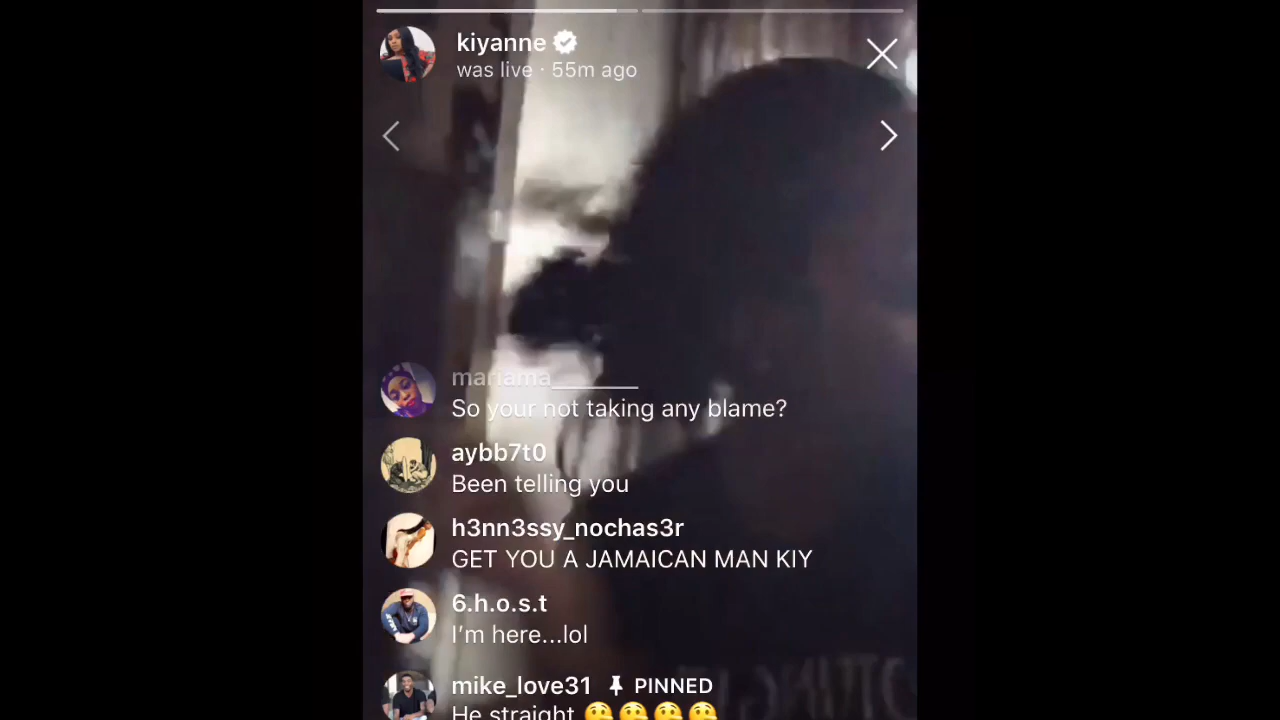 kiyanne
was live · 55m ago
mariama_______
So your not taking any blame?
aybb7t0
Been telling you
h3nn3ssy_nochas3r
GET YOU A JAMAICAN MAN KIY
6.h.o.s.t
I’m here...lol
mike_love31 PINNED
He straight 🤔🤔🤔🤔